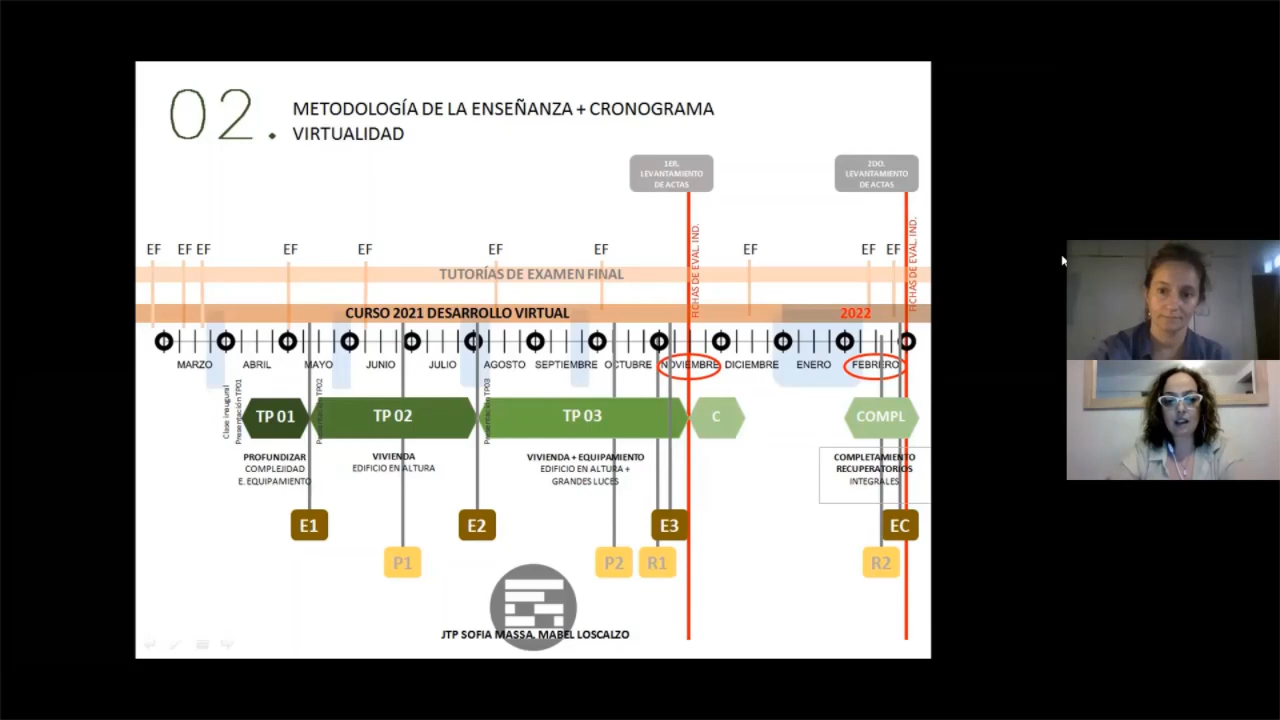 02.
METODOLOGÍA DE LA ENSEÑANZA + CRONOGRAMA
VIRTUALIDAD
1ER.
LEVANTAMIENTO
DE ACTAS
2DO.
LEVANTAMIENTO
DE ACTAS
EF EF EF EF EF EF EF EF EF EF
FICHAS DE EVAL. IND.
FICHAS DE EVAL. IND.
TUTORÍAS DE EXAMEN FINAL
CURSO 2021 DESARROLLO VIRTUAL
2022
MARZO ABRIL MAYO JUNIO JULIO AGOSTO SEPTIEMBRE OCTUBRE NOVIEMBRE DICIEMBRE ENERO FEBRERO
Clase inaugural
Presentación TP01
Presentación TP02
Presentación TP03
TP 01
TP 02
TP 03
C
COMPL
PROFUNDIZAR
COMPLEJIDAD
E. EQUIPAMIENTO
VIVIENDA
EDIFICIO EN ALTURA
VIVIENDA + EQUIPAMIENTO
EDIFICIO EN ALTURA +
GRANDES LUCES
COMPLETAMIENTO
RECUPERATORIOS
INTEGRALES
E1 E2 E3 EC
P1 P2 R1 R2
JTP SOFIA MASSA, MABEL LOSCALZO